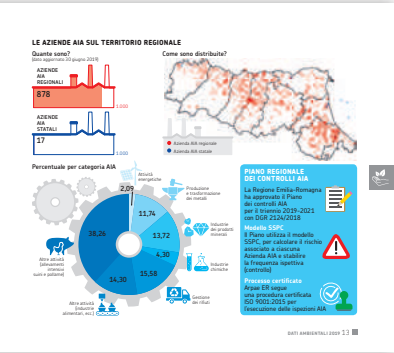 LE AZIENDE AIA SUL TERRITORIO REGIONALE
Quante sono?
(dato aggiornato 30 giugno 2019)
AZIENDE
AIA
REGIONALI
878
1.000
AZIENDE
AIA
STATALI
17
1.000
Come sono distribuite?
Azienda AIA regionale
Azienda AIA statale
Percentuale per categoria AIA
2,09
11,74
13,72
4,30
15,58
14,30
38,26
Attività
energetiche
Produzione
e trasformazione
dei metalli
Industrie
dei prodotti
minerali
Industrie
chimiche
Gestione
dei rifiuti
Altre attività
(industrie
alimentari, ecc.)
Altre attività
(allevamenti
intensivi
suini e pollame)
PIANO REGIONALE
DEI CONTROLLI AIA
La Regione Emilia-Romagna
ha approvato il Piano
dei controlli AIA
per il triennio 2019-2021
con DGR 2124/2018
Modello SSPC
Il Piano utilizza il modello
SSPC, per calcolare il rischio
associato a ciascuna
Azienda AIA e stabilire
la frequenza ispettiva
(controllo)
Processo certificato
Arpae ER segue
una procedura certificata
ISO 9001:2015 per
l'esecuzione delle ispezioni AIA
DATI AMBIENTALI 2019 13